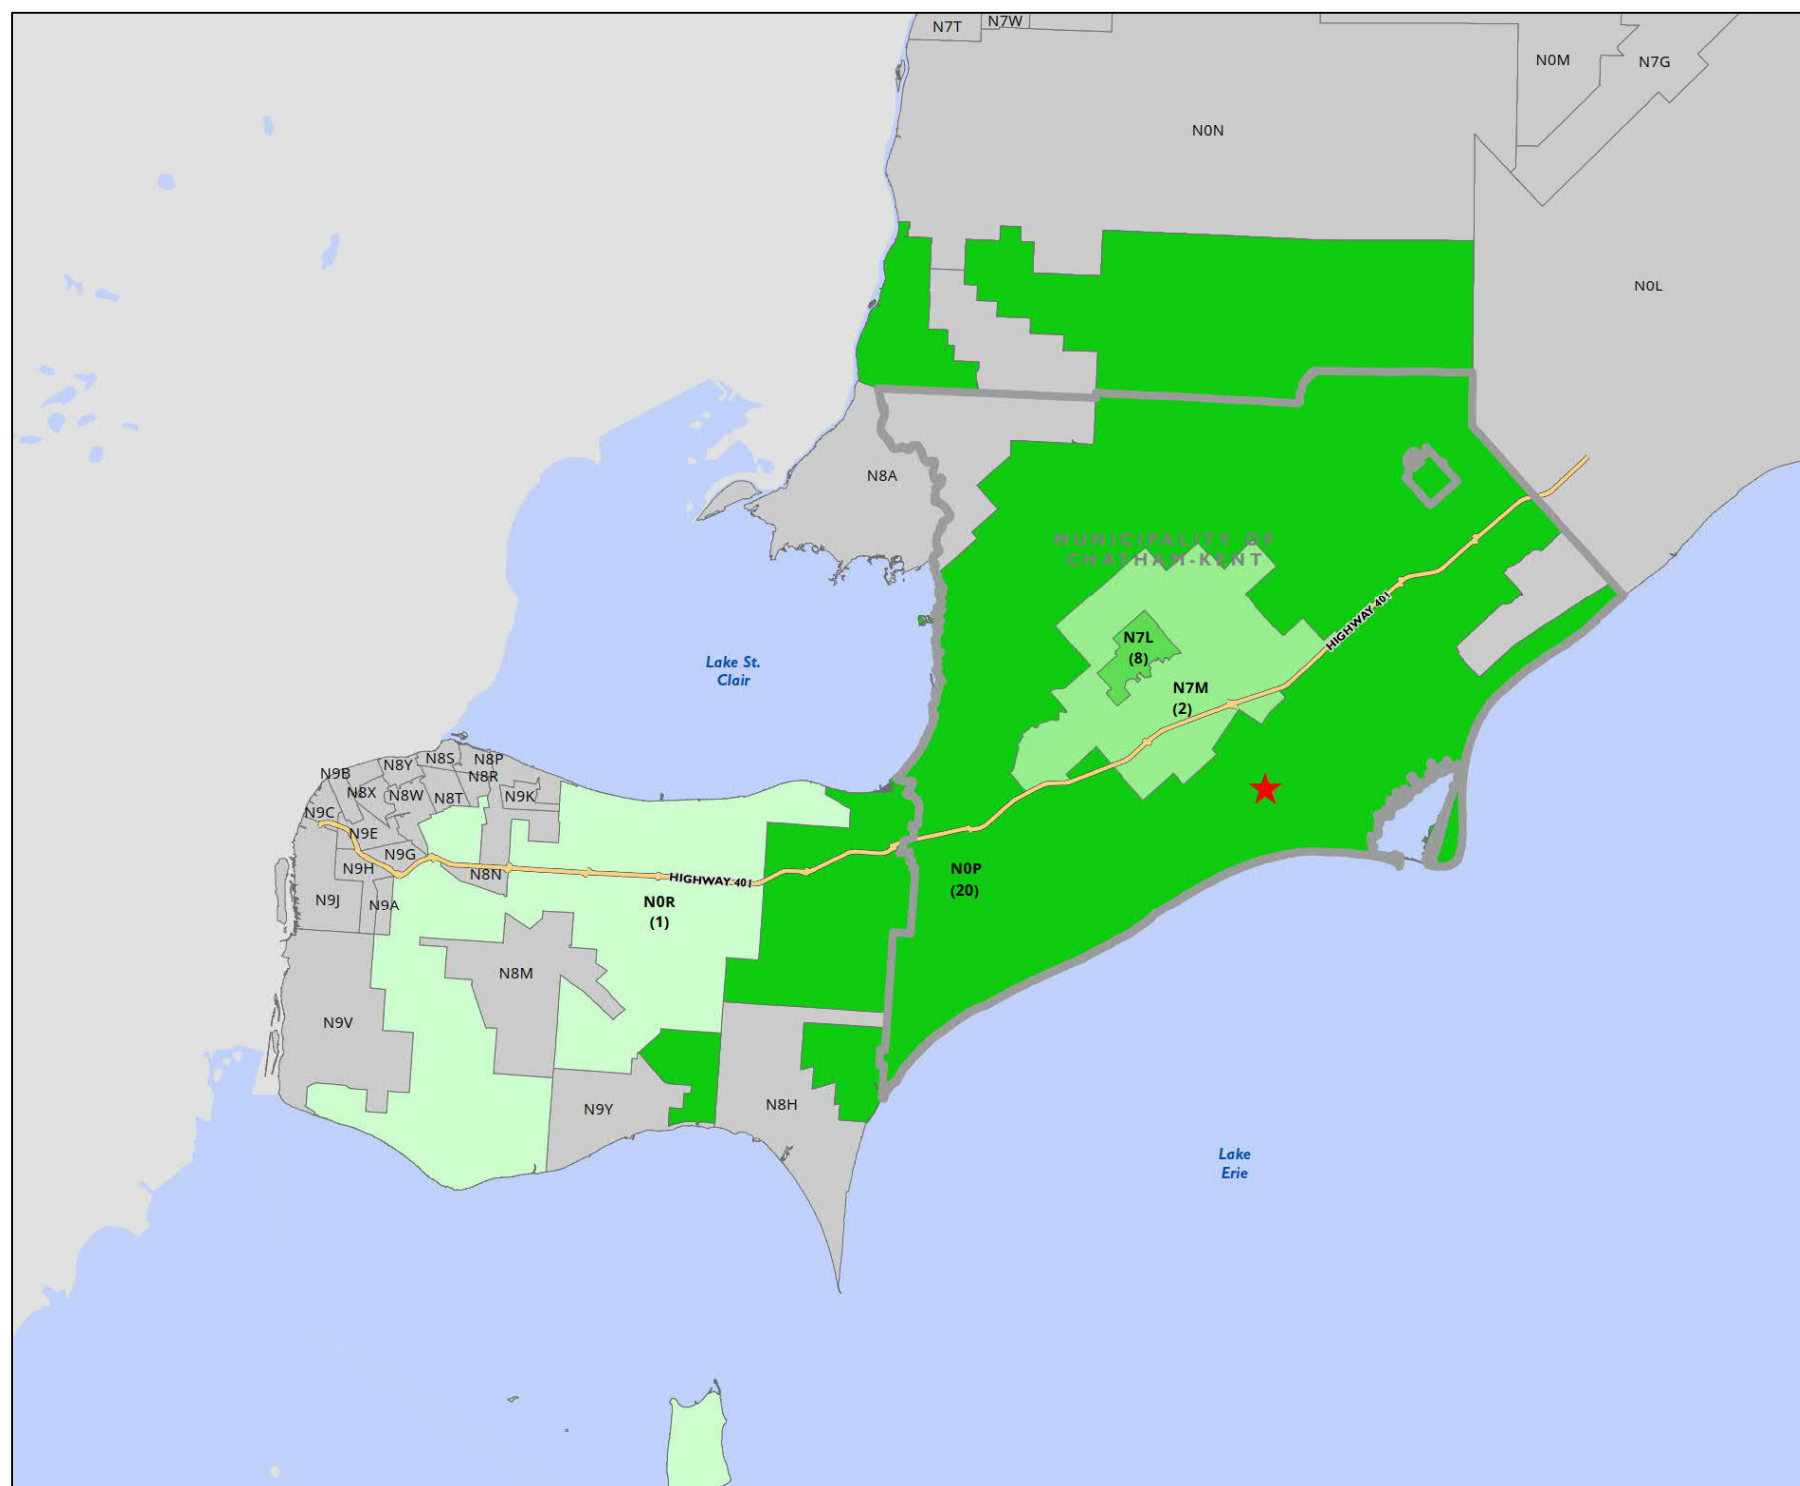 N7T
N7W
N0M
N7G
N0N
N0L
N8A
MUNICIPALITY OF
CHATHAM-KENT
HIGHWAY 401
N7L
(8)
Lake St.
Clair
N7M
(2)
N9B
N8Y
N8S
N8P
N8R
N8X
N8W
N8T
N9K
N9C
N9E
N9G
N9H
N8N
HIGHWAY 401
N0P
(20)
N9J
N9A
N0R
(1)
N8M
N9V
N9Y
N8H
Lake
Erie